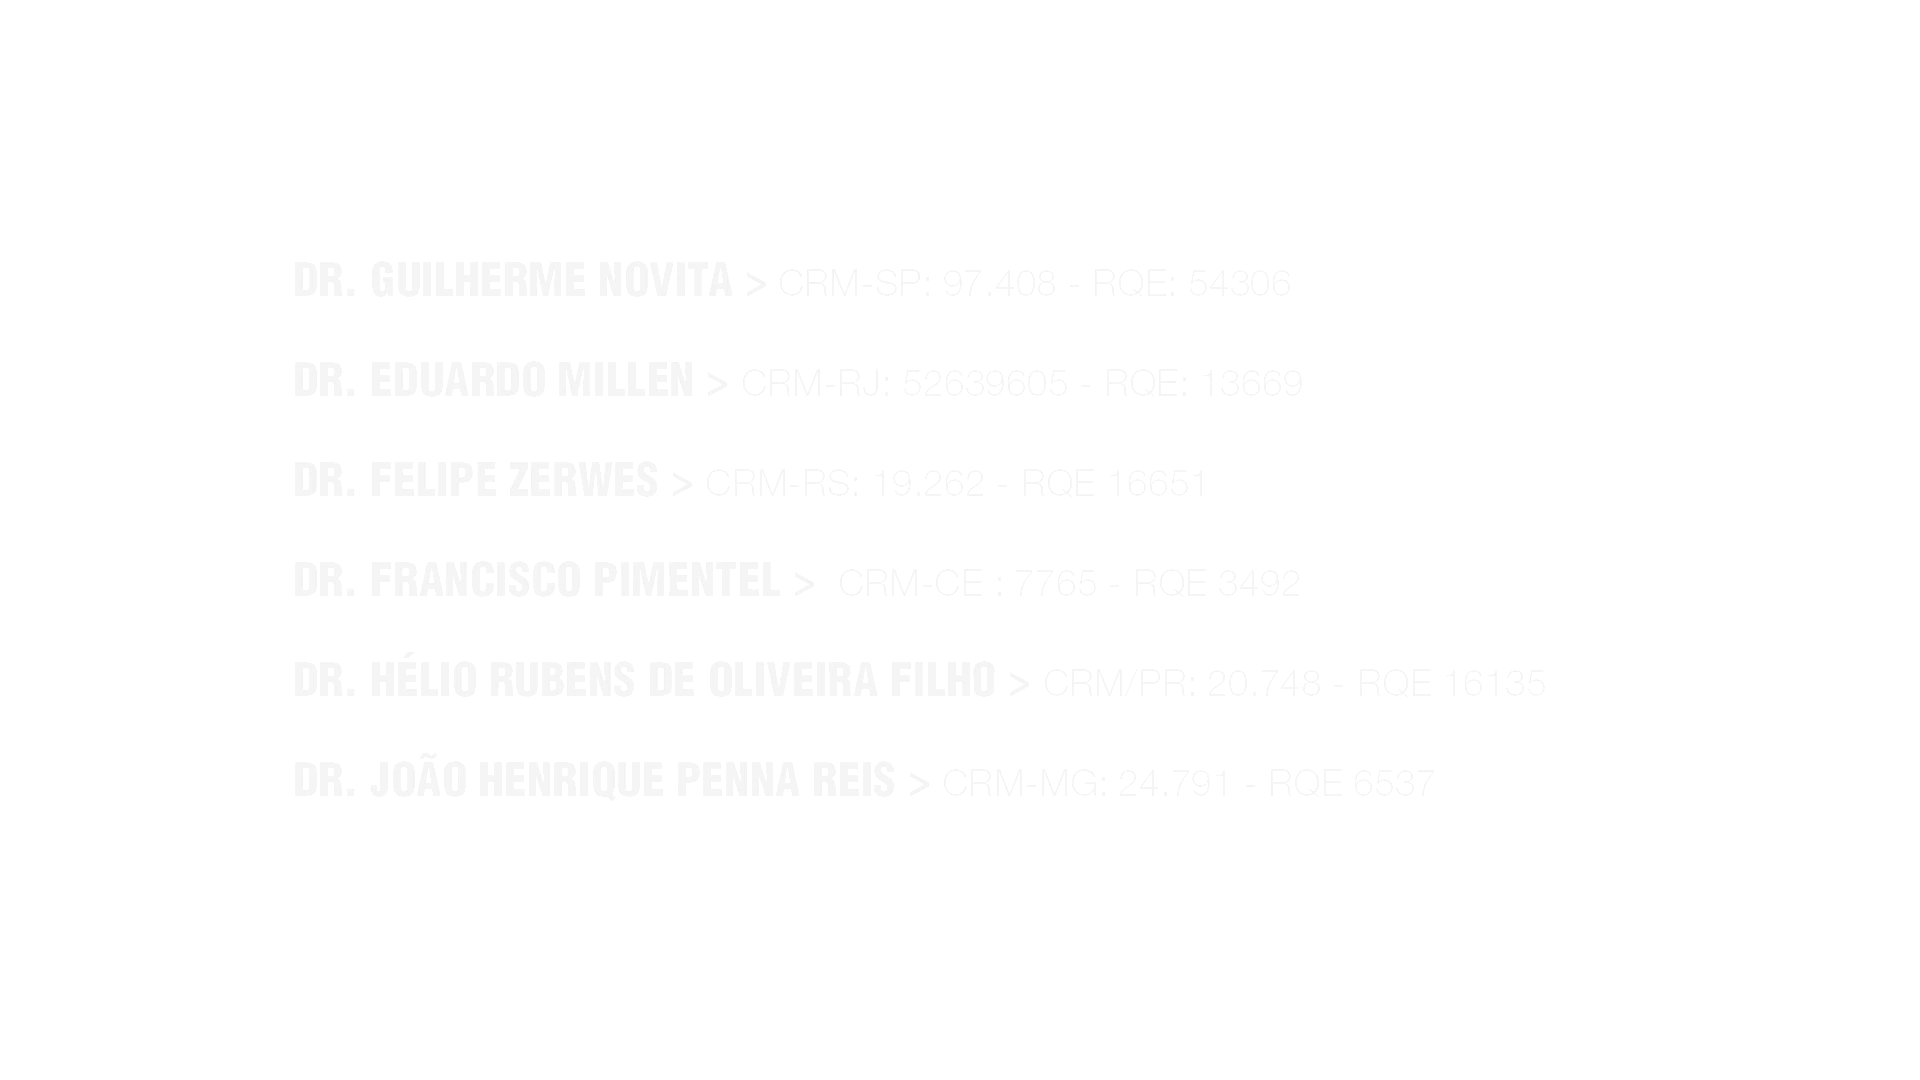 DR. GUILHERME NOVITA > CRM-SP: 97.408 - RQE: 54306
DR. EDUARDO MILLEN > CRM-RJ: 52639605 - RQE: 13669
DR. FELIPE ZERWES > CRM-RS: 19.262 - RQE 16651
DR. FRANCISCO PIMENTEL > CRM-CE : 7765 - RQE 3492
DR. HÉLIO RUBENS DE OLIVEIRA FILHO > CRM/PR: 20.748 - RQE 16135
DR. JOÃO HENRIQUE PENNA REIS > CRM-MG: 24.791 - RQE 6537